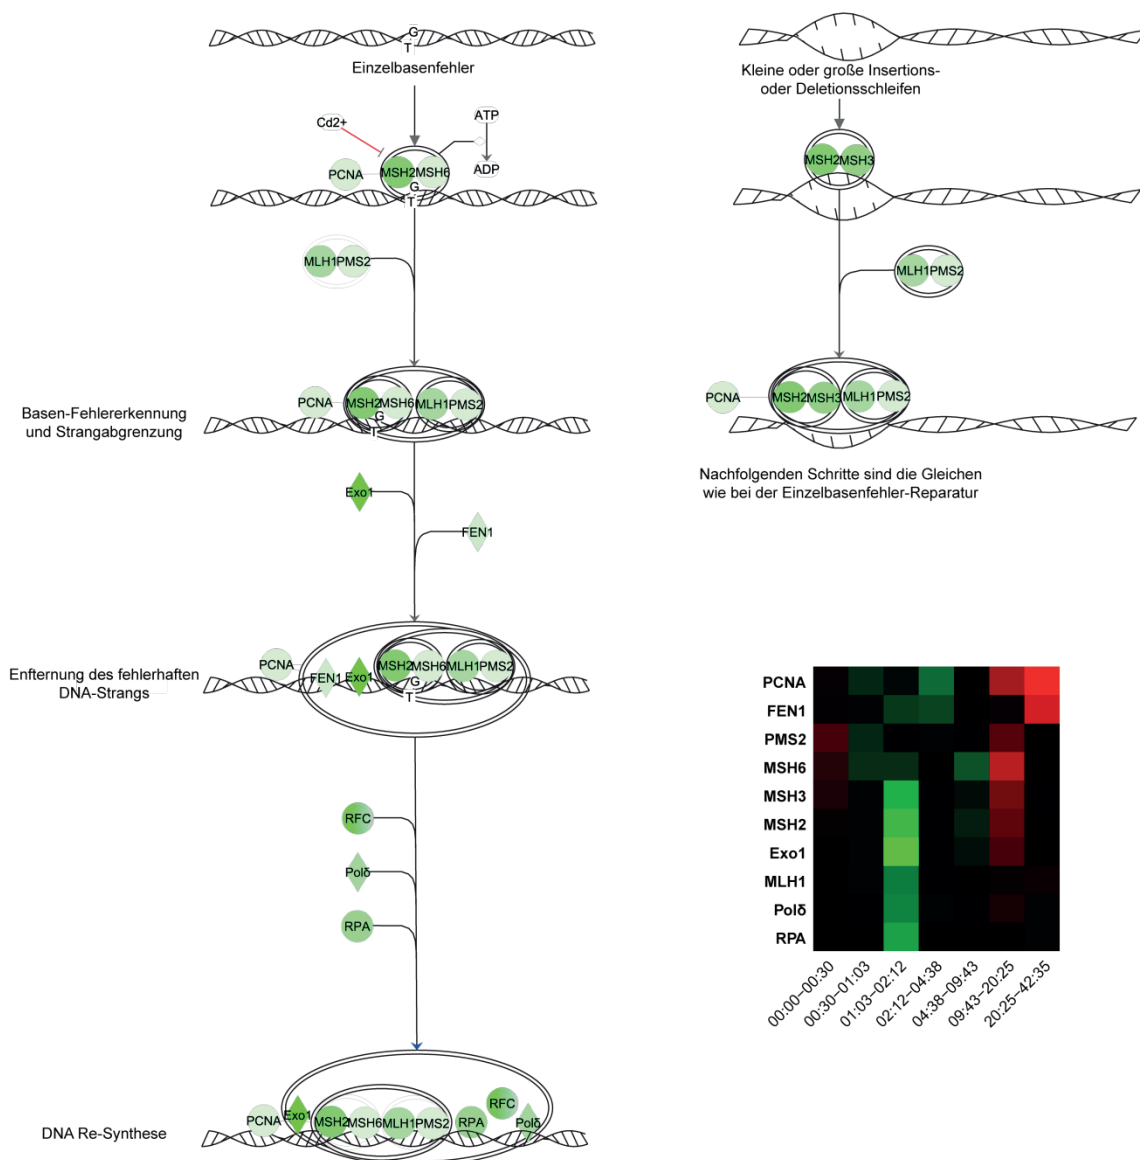 G
T
Einzelbasenfehler
Kleine oder große Insertions-
oder Deletionsschleifen
Cd2+
ATP
ADP
PCNA
MSH2
MSH6
G
T
MSH2
MSH3
MLH1
PMS2
MLH1
PMS2
Basen-Fehlererkennung
und Strangabgrenzung
PCNA
MSH2
MSH6
MLH1
PMS2
G
T
PCNA
MSH2
MSH3
MLH1
PMS2
Nachfolgenden Schritte sind die Gleichen
wie bei der Einzelbasenfehler-Reparatur
Exo1
FEN1
Enfternung des fehlerhaften
DNA-Strangs
PCNA
FEN1
Exo1
MSH2
MSH6
MLH1
PMS2
G
T
RFC
Polδ
RPA
DNA Re-Synthese
PCNA
Exo1
MSH2
MSH6
MLH1
PMS2
RPA
RFC
Polδ
PCNA
FEN1
PMS2
MSH6
MSH3
MSH2
Exo1
MLH1
Polδ
RPA
00:00–00:30
00:30–01:03
01:03–02:12
02:12–04:38
04:38–09:43
09:43–20:25
20:25–42:35